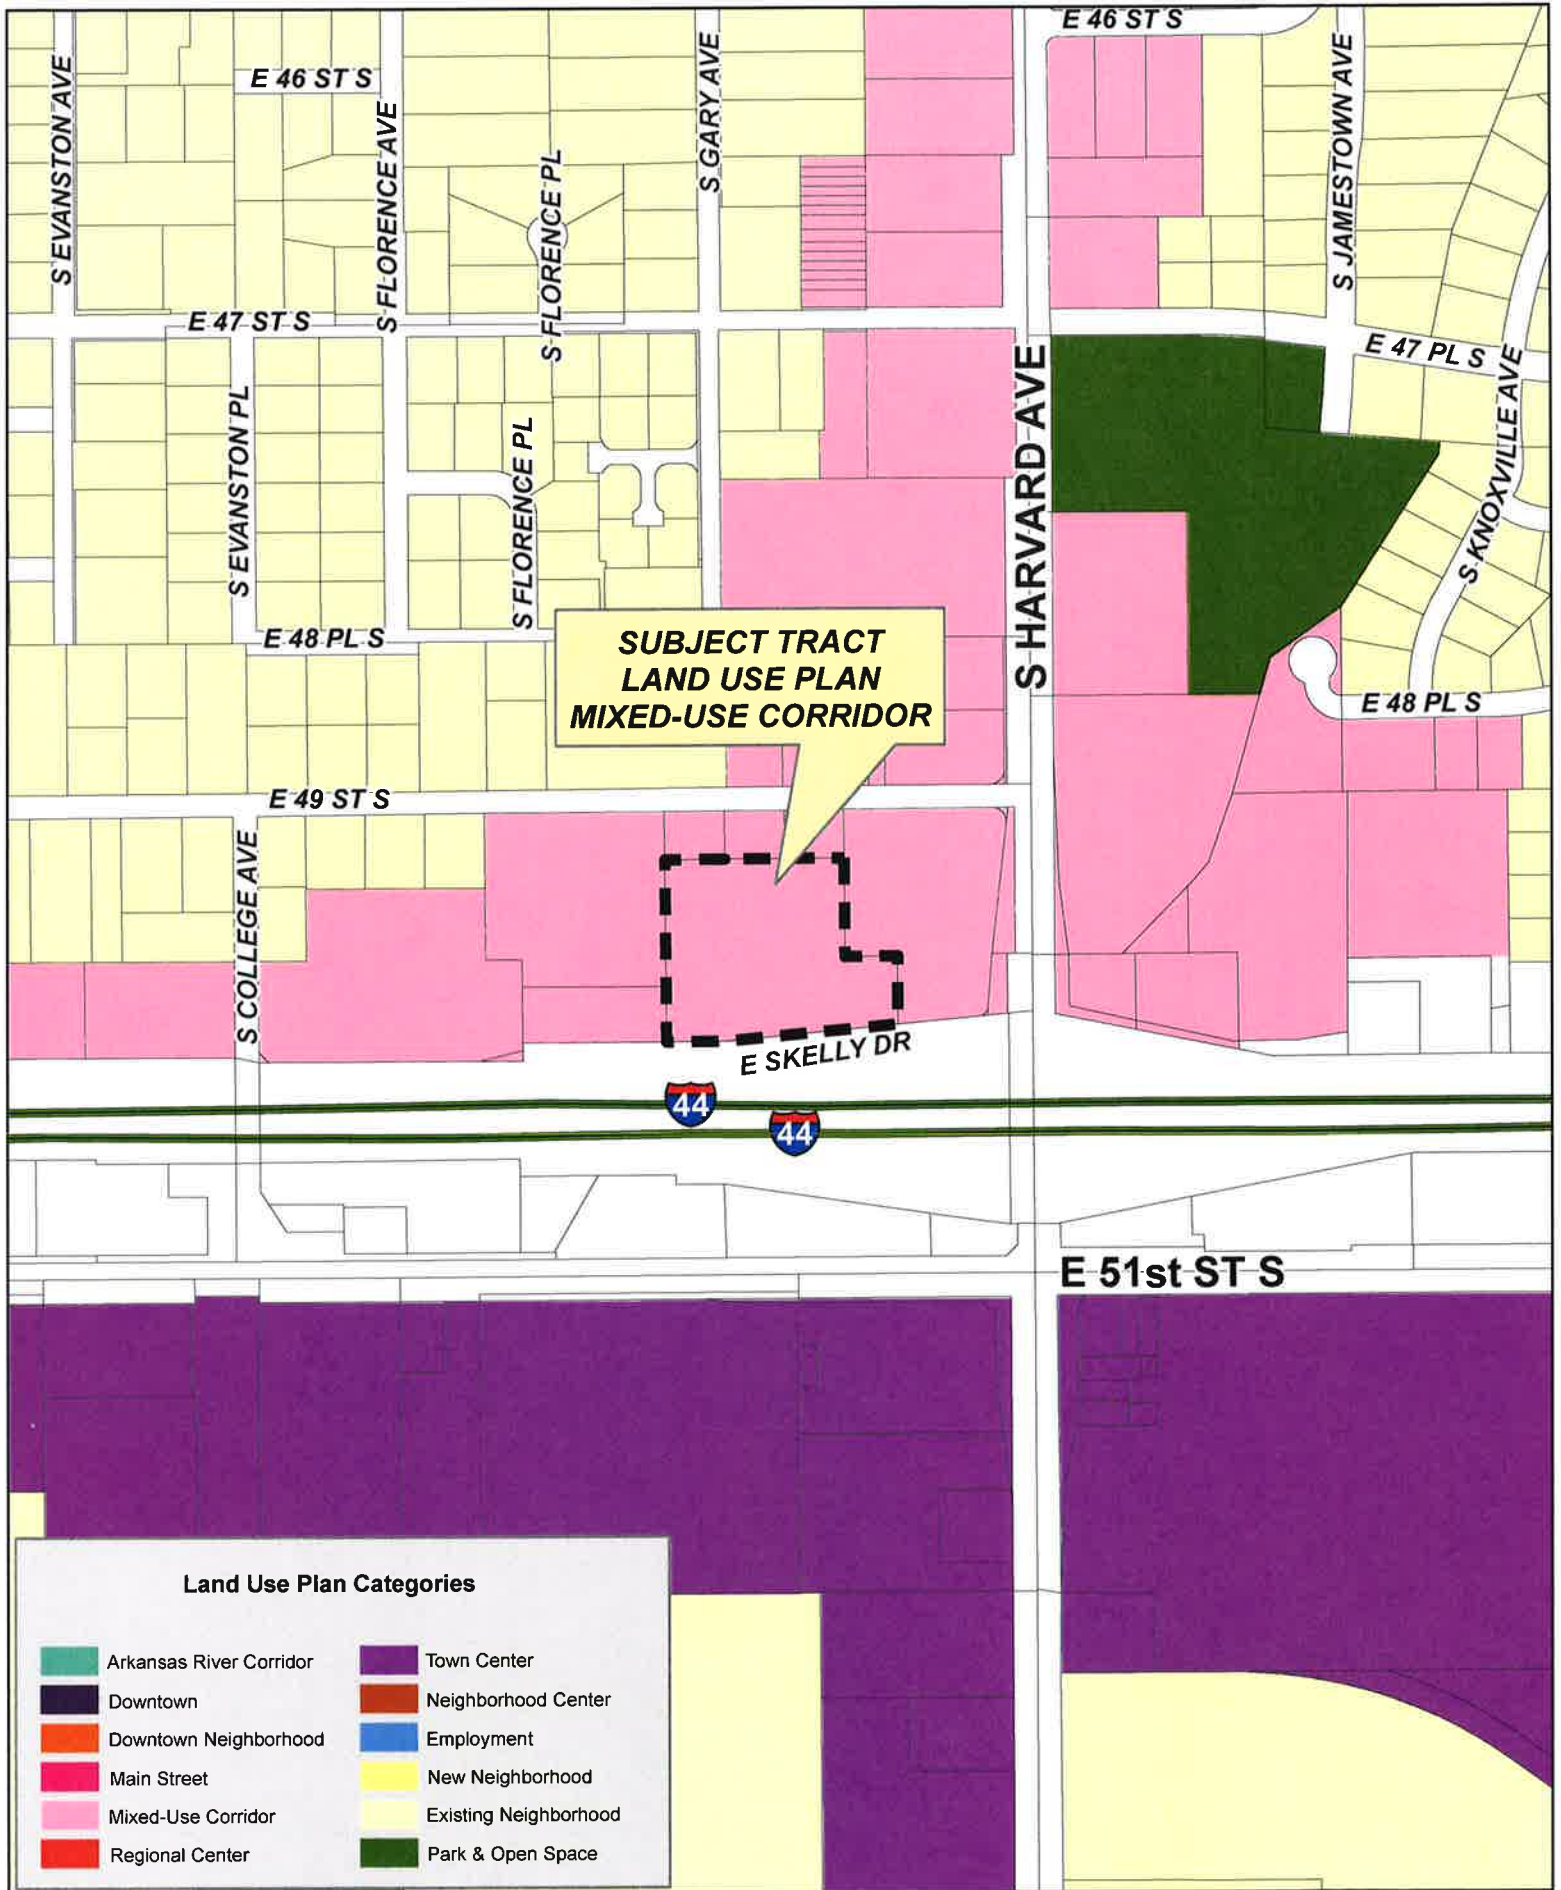 E 46 ST S
E 46 ST S
S EVANSTON AVE
S FLORENCE AVE
S FLORENCE PL
S GARY AVE
S JAMESTOWN AVE
E 47 ST S
E 47 PL S
S EVANSTON PL
S FLORENCE PL
S HARVARD AVE
S KNOXVILLE AVE
E 48 PL S
SUBJECT TRACT
LAND USE PLAN
MIXED-USE CORRIDOR
E 48 PL S
E 49 ST S
S COLLEGE AVE
E SKELLY DR
44
44
E 51st ST S
Land Use Plan Categories
Arkansas River Corridor
Downtown
Downtown Neighborhood
Main Street
Mixed-Use Corridor
Regional Center
Town Center
Neighborhood Center
Employment
New Neighborhood
Existing Neighborhood
Park & Open Space